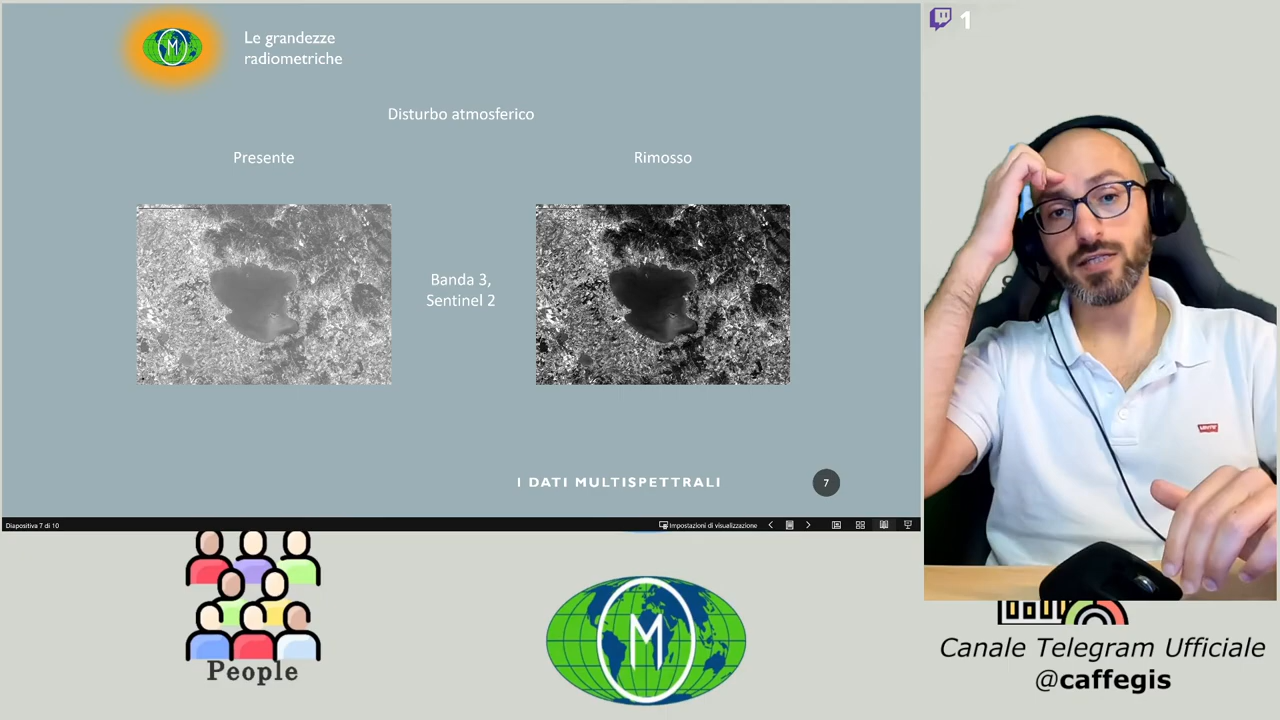 Le grandezze
radiometriche
Disturbo atmosferico
Presente
Rimosso
Banda 3,
Sentinel 2
I DATI MULTISPETTRALI
7
Diapositiva 7 di 10
Impostazioni di visualizzazione
1
M
People
M
Canale Telegram Ufficiale
@caffegis